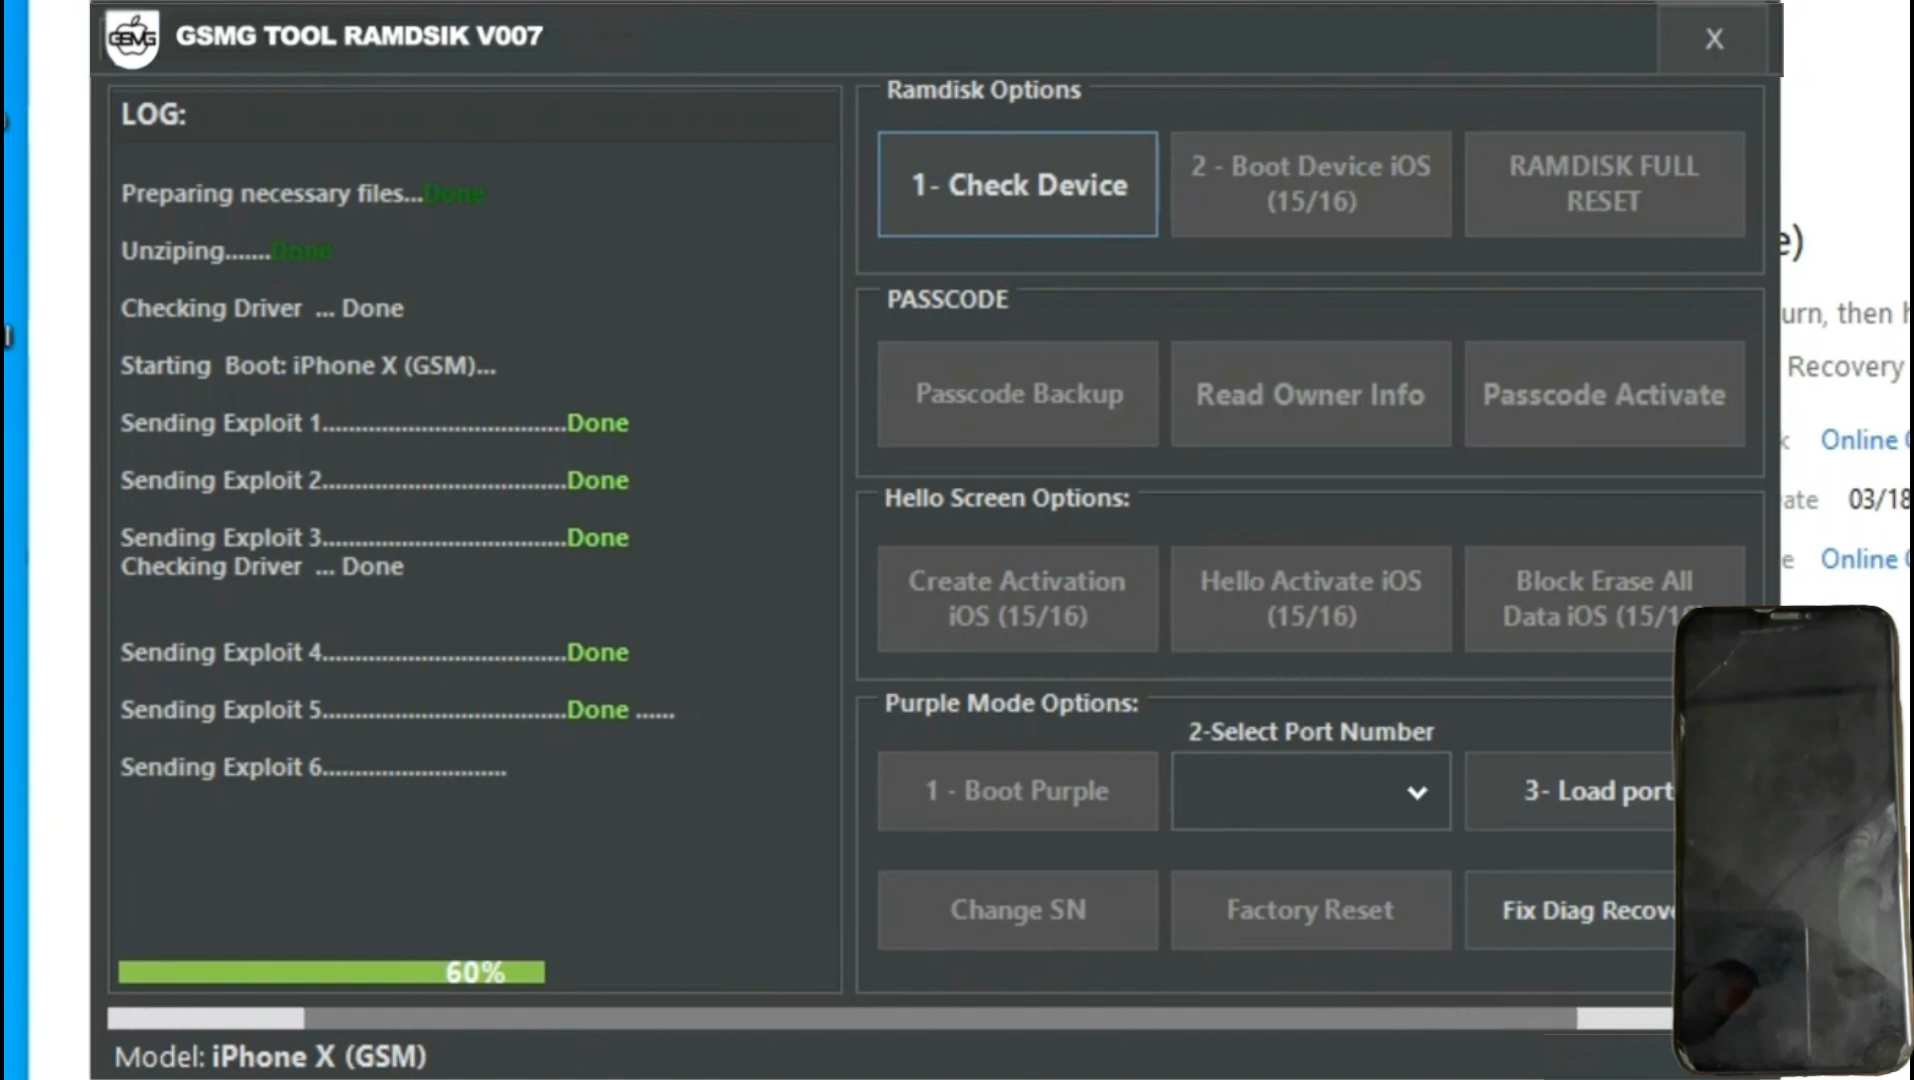 GSMG
GSMG TOOL RAMDSIK V007
X
LOG:
Preparing necessary files...Done
Unziping.......Done
Checking Driver ... Done
Starting Boot: iPhone X (GSM)...
Sending Exploit 1.....................................Done
Sending Exploit 2.....................................Done
Sending Exploit 3.....................................Done
Checking Driver ... Done
Sending Exploit 4.....................................Done
Sending Exploit 5.....................................Done ......
Sending Exploit 6............................
60%
Model: iPhone X (GSM)
Ramdisk Options
1- Check Device
2 - Boot Device iOS
(15/16)
RAMDISK FULL
RESET
PASSCODE
Passcode Backup
Read Owner Info
Passcode Activate
Hello Screen Options:
Create Activation
iOS (15/16)
Hello Activate iOS
(15/16)
Block Erase All
Data iOS (15/1
Purple Mode Options:
2-Select Port Number
1 - Boot Purple
3- Load port
Change SN
Factory Reset
Fix Diag Recov
e)
urn, then
Recovery
Online
ate 03/18
e Online